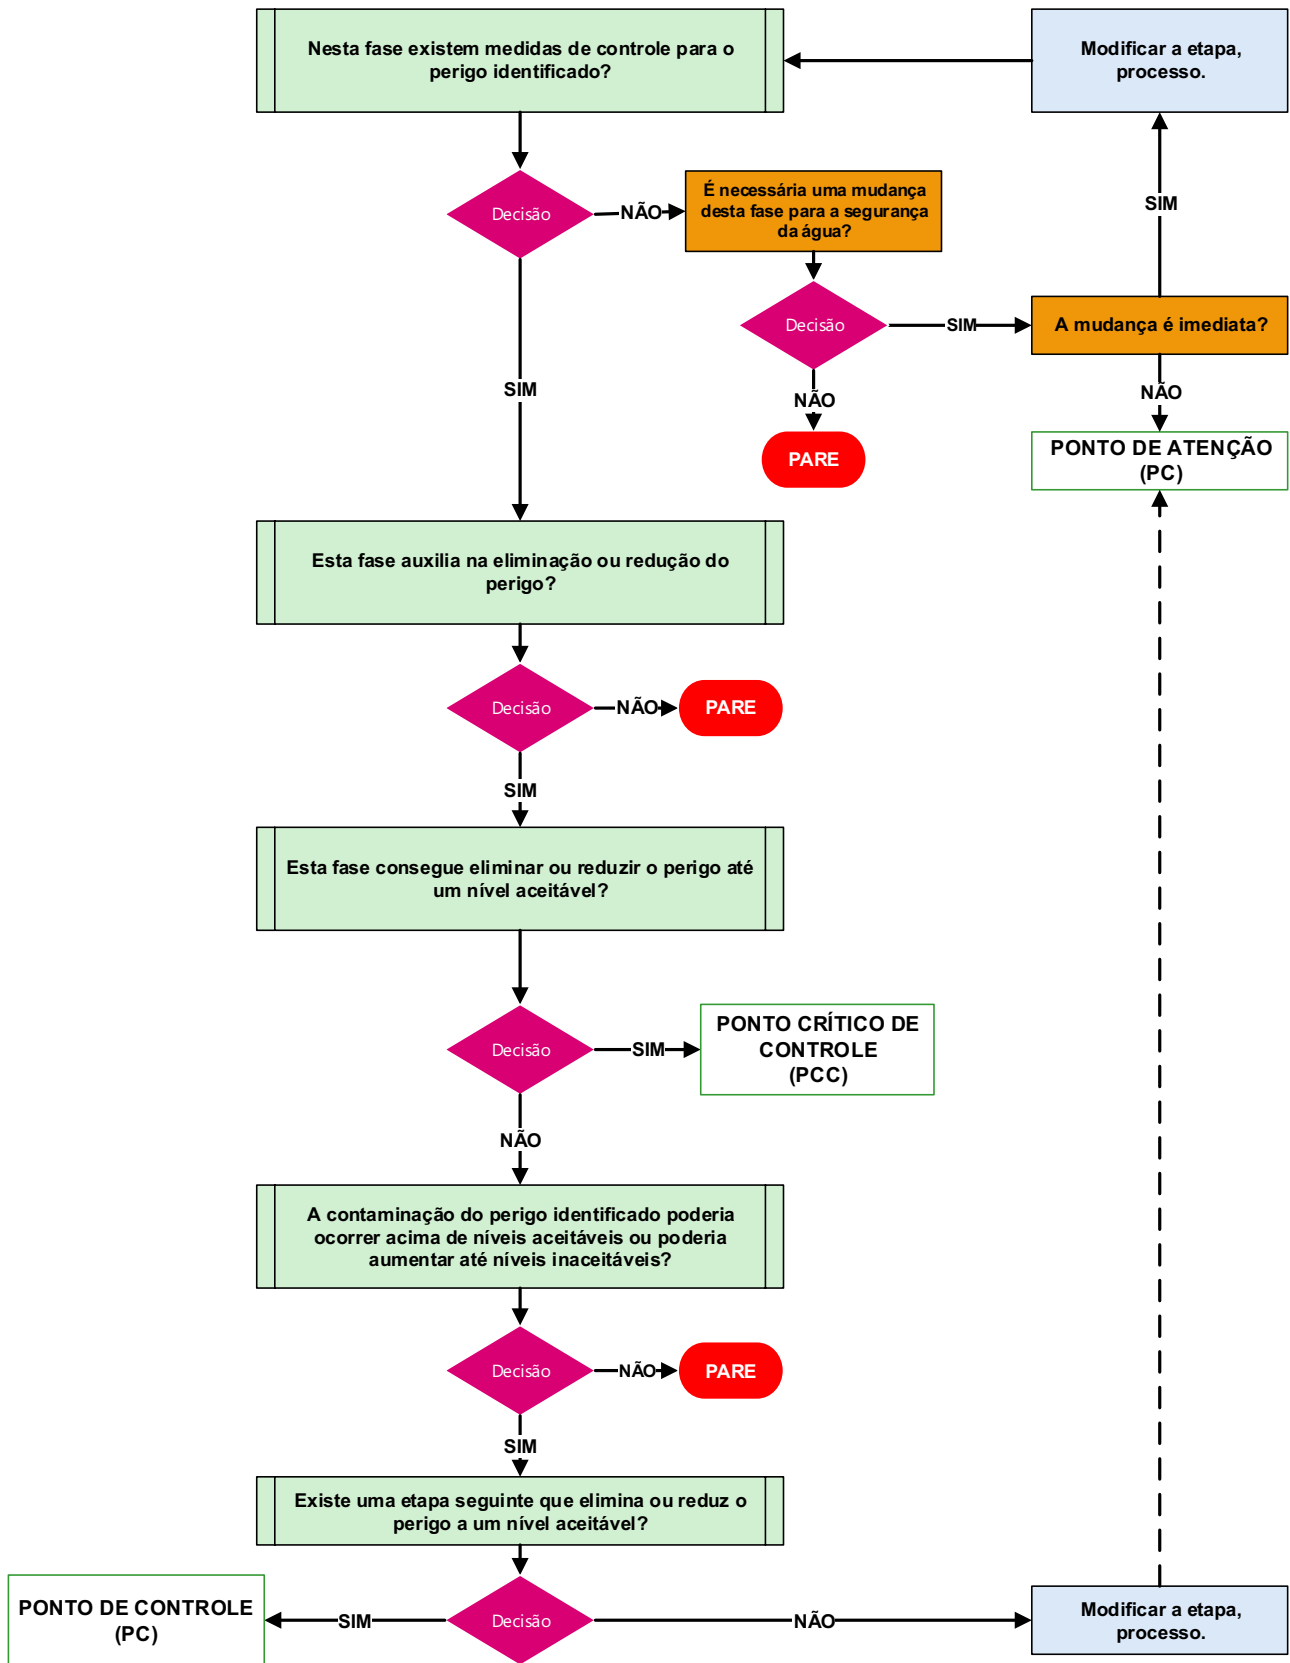 Nesta fase existem medidas de controle para o
perigo identificado?
Modificar a etapa,
processo.
Decisão
NÃO
É necessária uma mudança
desta fase para a segurança
da água?
SIM
Decisão
SIM
A mudança é imediata?
SIM
NÃO
NÃO
PARE
PONTO DE ATENÇÃO
(PC)
Esta fase auxilia na eliminação ou redução do
perigo?
Decisão
NÃO
PARE
SIM
Esta fase consegue eliminar ou reduzir o perigo até
um nível aceitável?
Decisão
SIM
PONTO CRÍTICO DE
CONTROLE
(PCC)
NÃO
A contaminação do perigo identificado poderia
ocorrer acima de níveis aceitáveis ou poderia
aumentar até níveis inaceitáveis?
Decisão
NÃO
PARE
SIM
Existe uma etapa seguinte que elimina ou reduz o
perigo a um nível aceitável?
PONTO DE CONTROLE
(PC)
SIM
Decisão
NÃO
Modificar a etapa,
processo.